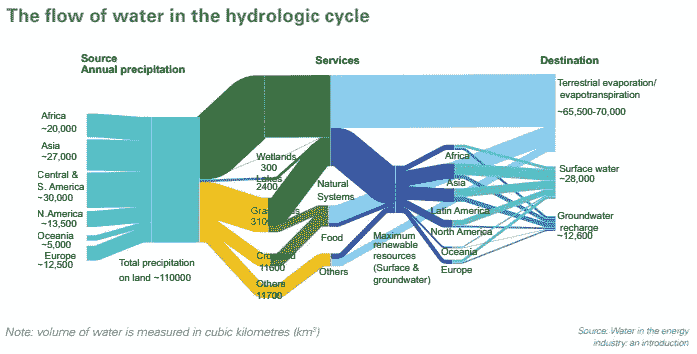 The flow of water in the hydrologic cycle
Source
Annual precipitation
Services
Destination
Africa
~20,000
Asia
~27,000
Central &
S. America
~30,000
N.America
~13,500
Oceania
~5,000
Europe
~12,500
Total precipitation
on land ~110000
Wetlands
300
Lakes
2400
11600
Others
11700
Natural
Systems
Food
Others
Maximum
renewable
resources
(Surface &
groundwater)
Africa
Asia
Latin America
North America
Oceania
Europe
Terrestrial evaporation/
evapotranspiration
~65,500-70,000
Surface water
~28,000
Groundwater
recharge
~12,600
Note: volume of water is measured in cubic kilometres (km³)
Source: Water in the energy
industry: an introduction